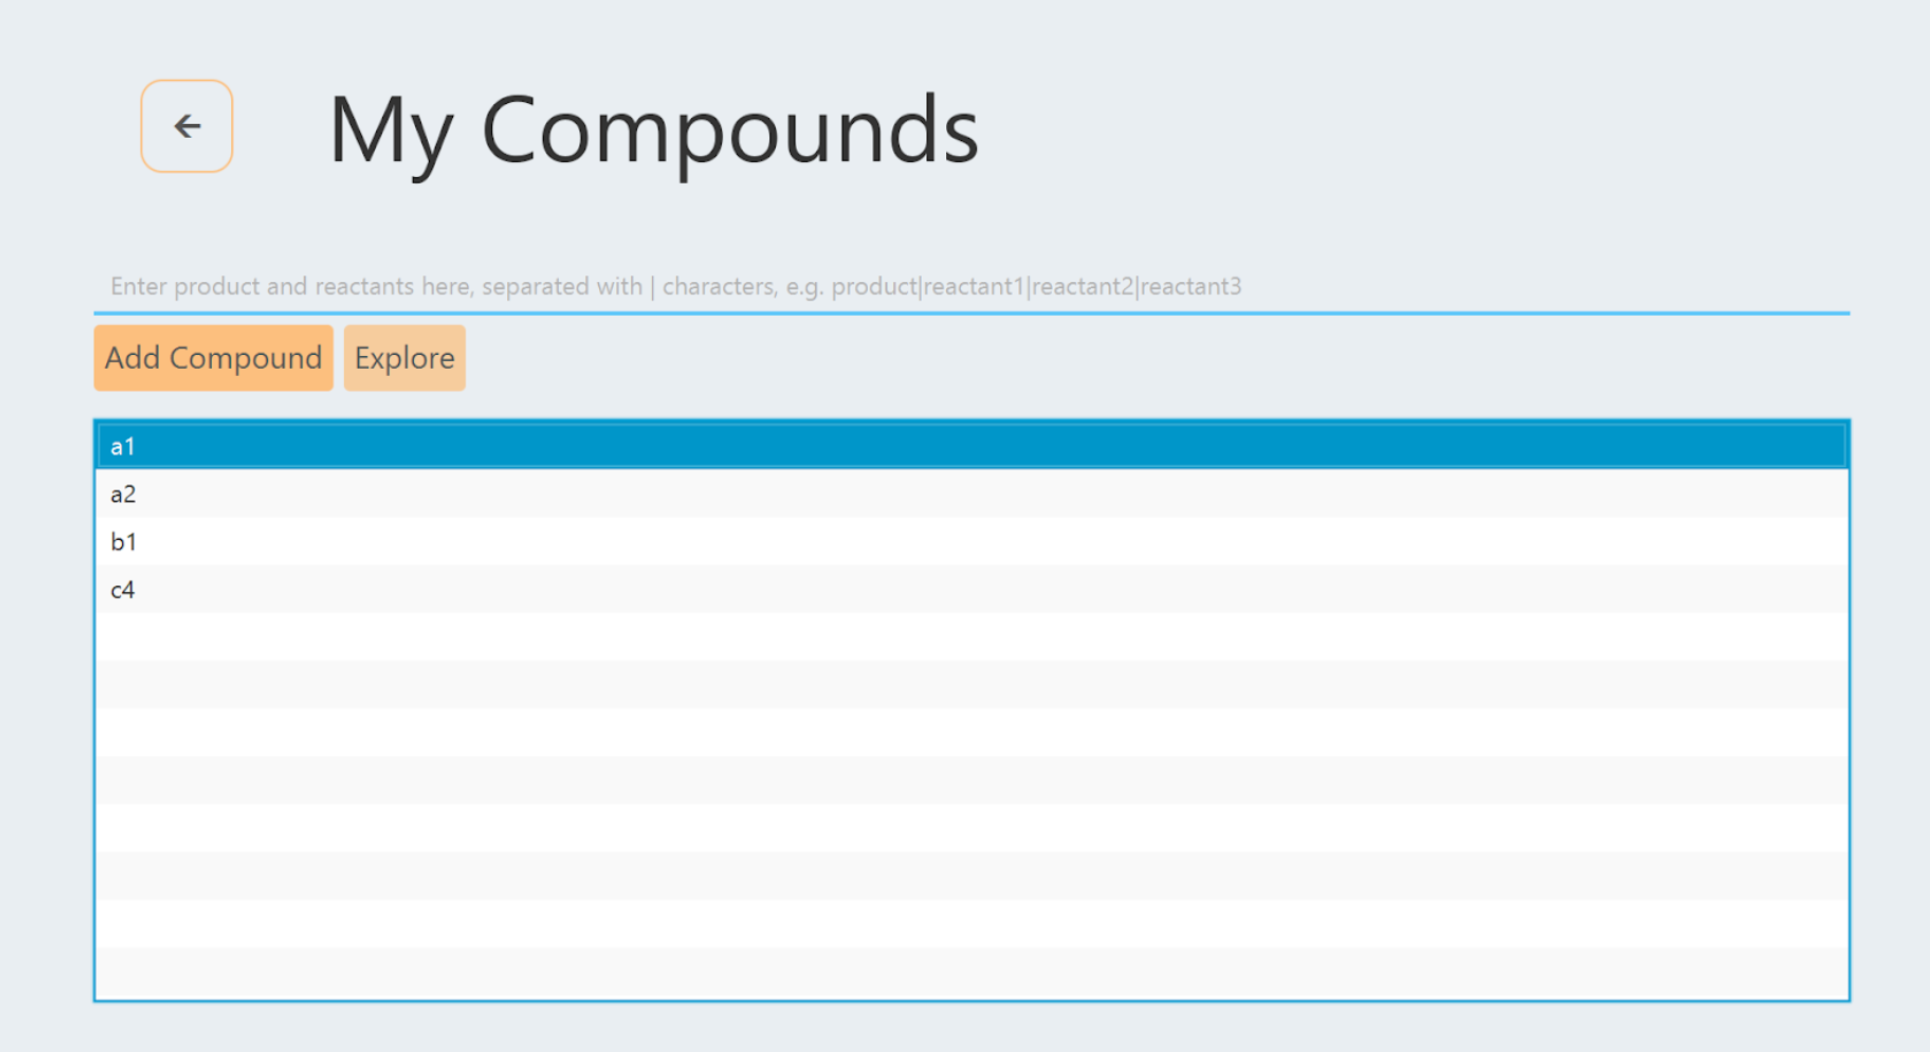 My Compounds
Enter product and reactants here, separated with | characters, e.g. product|reactant1|reactant2|reactant3
Add Compound Explore
a1
a2
b1
c4